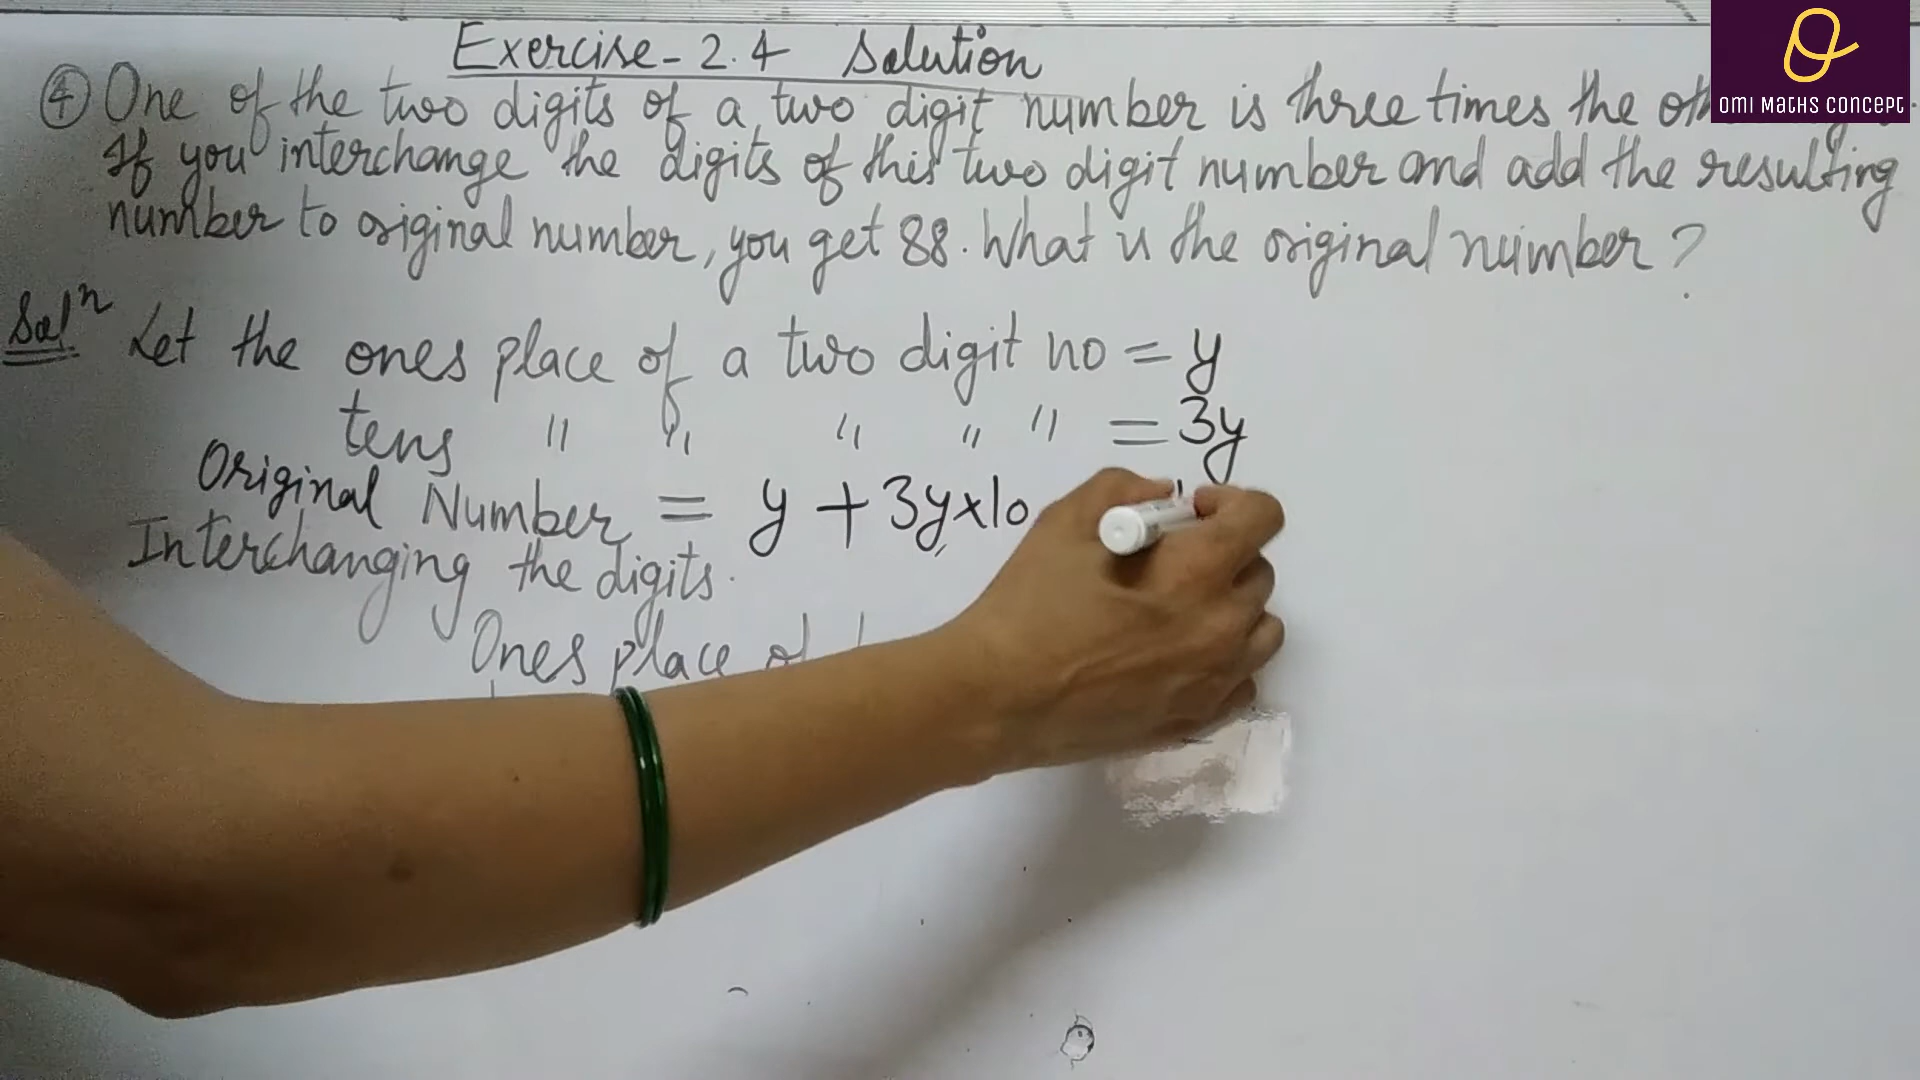 Exercise - 2.4 Solution
④ One of the two digits of a two digit number is three times the
If you interchange the digits of this two digit number and add the resulting
number to original number, you get 88. What is the original number?
OMI MATHS CONCEPT
Solⁿ Let the ones place of a two digit no = y
tens " " " " " = 3y
Original Number = y + 3y×10
Interchanging the digits.
Ones place of